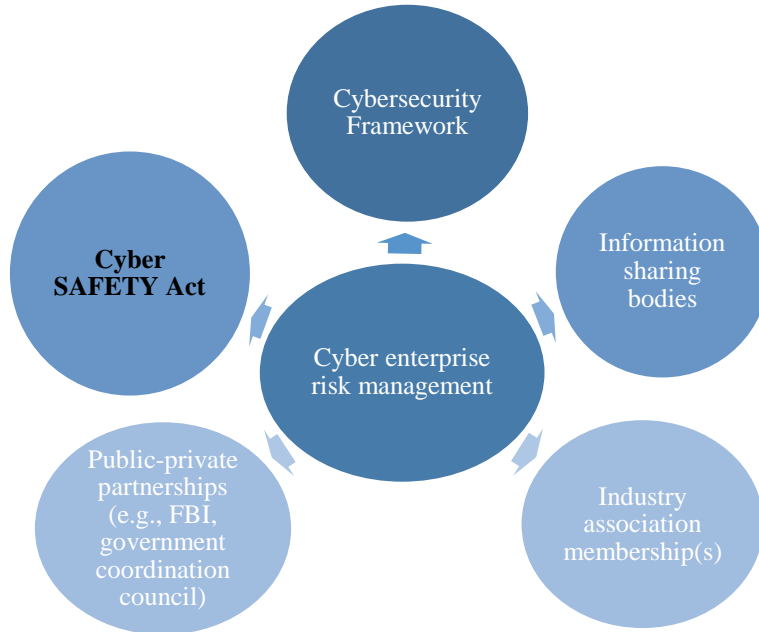 Cybersecurity
Framework
Cyber
SAFETY Act
Information
sharing
bodies
Cyber enterprise
risk management
Public-private
partnerships
(e.g., FBI,
government
coordination
council)
Industry
association
membership(s)